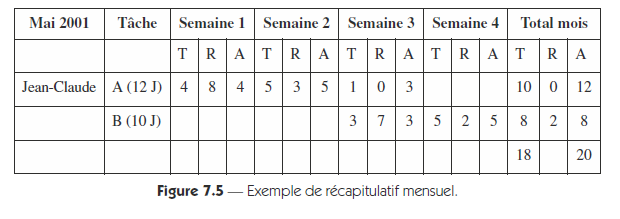 Mai 2001 Tâche Semaine 1 Semaine 2 Semaine 3 Semaine 4 Total mois
T R A T R A T R A T R A T R A
Jean-Claude A (12 J) 4 8 4 5 3 5 1 0 3 10 0 12
B (10 J) 3 7 3 5 2 5 8 2 8
18 20
Figure 7.5 — Exemple de récapitulatif mensuel.